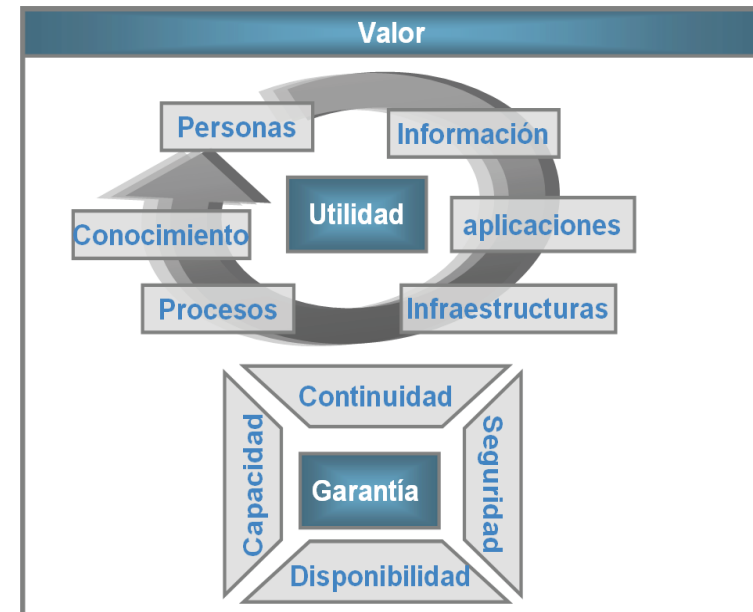 Valor
Personas
Información
Utilidad
aplicaciones
Conocimiento
Procesos
Infraestructuras
Continuidad
Capacidad
Garantía
Seguridad
Disponibilidad